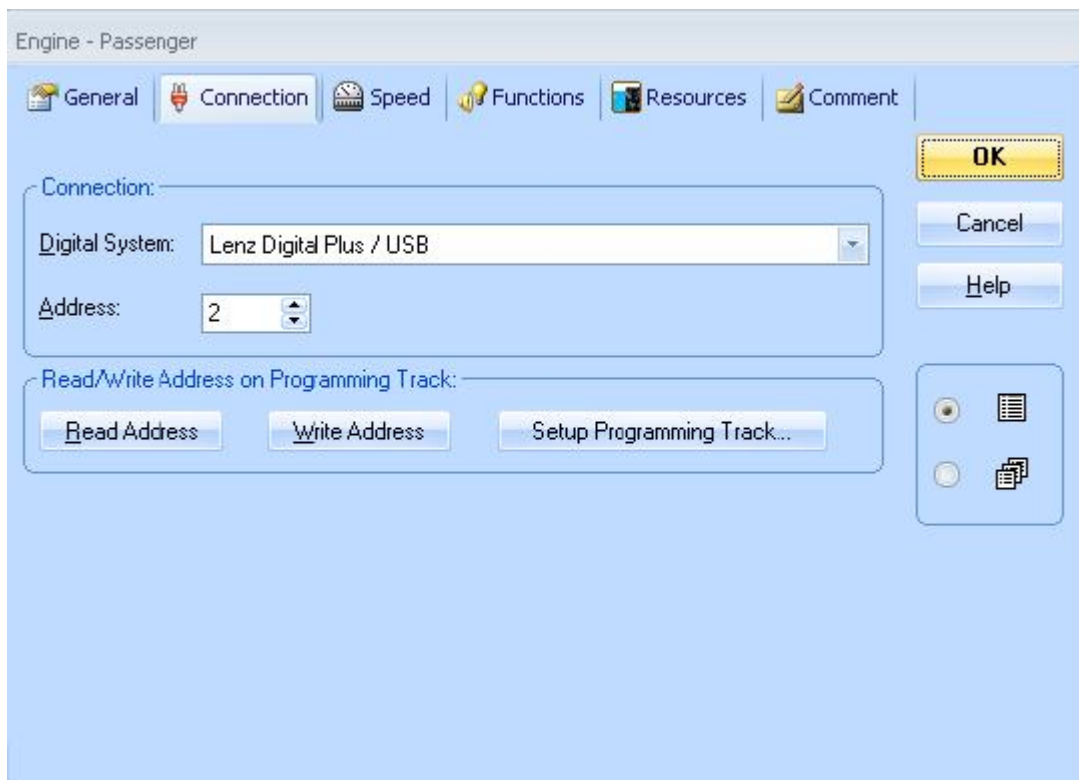 Engine - Passenger
General Connection Speed Functions Resources Comment
OK
Connection:
Digital System: Lenz Digital Plus / USB
Cancel
Address: 2
Help
Read/Write Address on Programming Track:
Read Address Write Address Setup Programming Track...